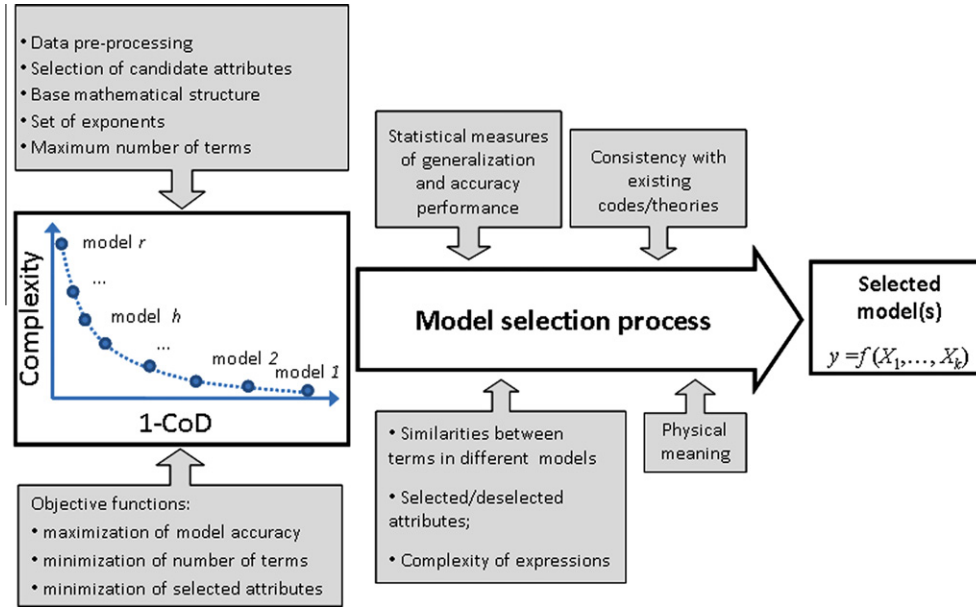 • Data pre-processing
• Selection of candidate attributes
• Base mathematical structure
• Set of exponents
• Maximum number of terms
Statistical measures
of generalization
and accuracy
performance
Consistency with
existing
codes/theories
Complexity
model r
...
model h
...
model 2
model 1
1-CoD
Model selection process
Selected
model(s)
y =f (X1,..., Xk)
Objective functions:
• maximization of model accuracy
• minimization of number of terms
• minimization of selected attributes
• Similarities between
terms in different models
• Selected/deselected
attributes;
• Complexity of expressions
Physical
meaning